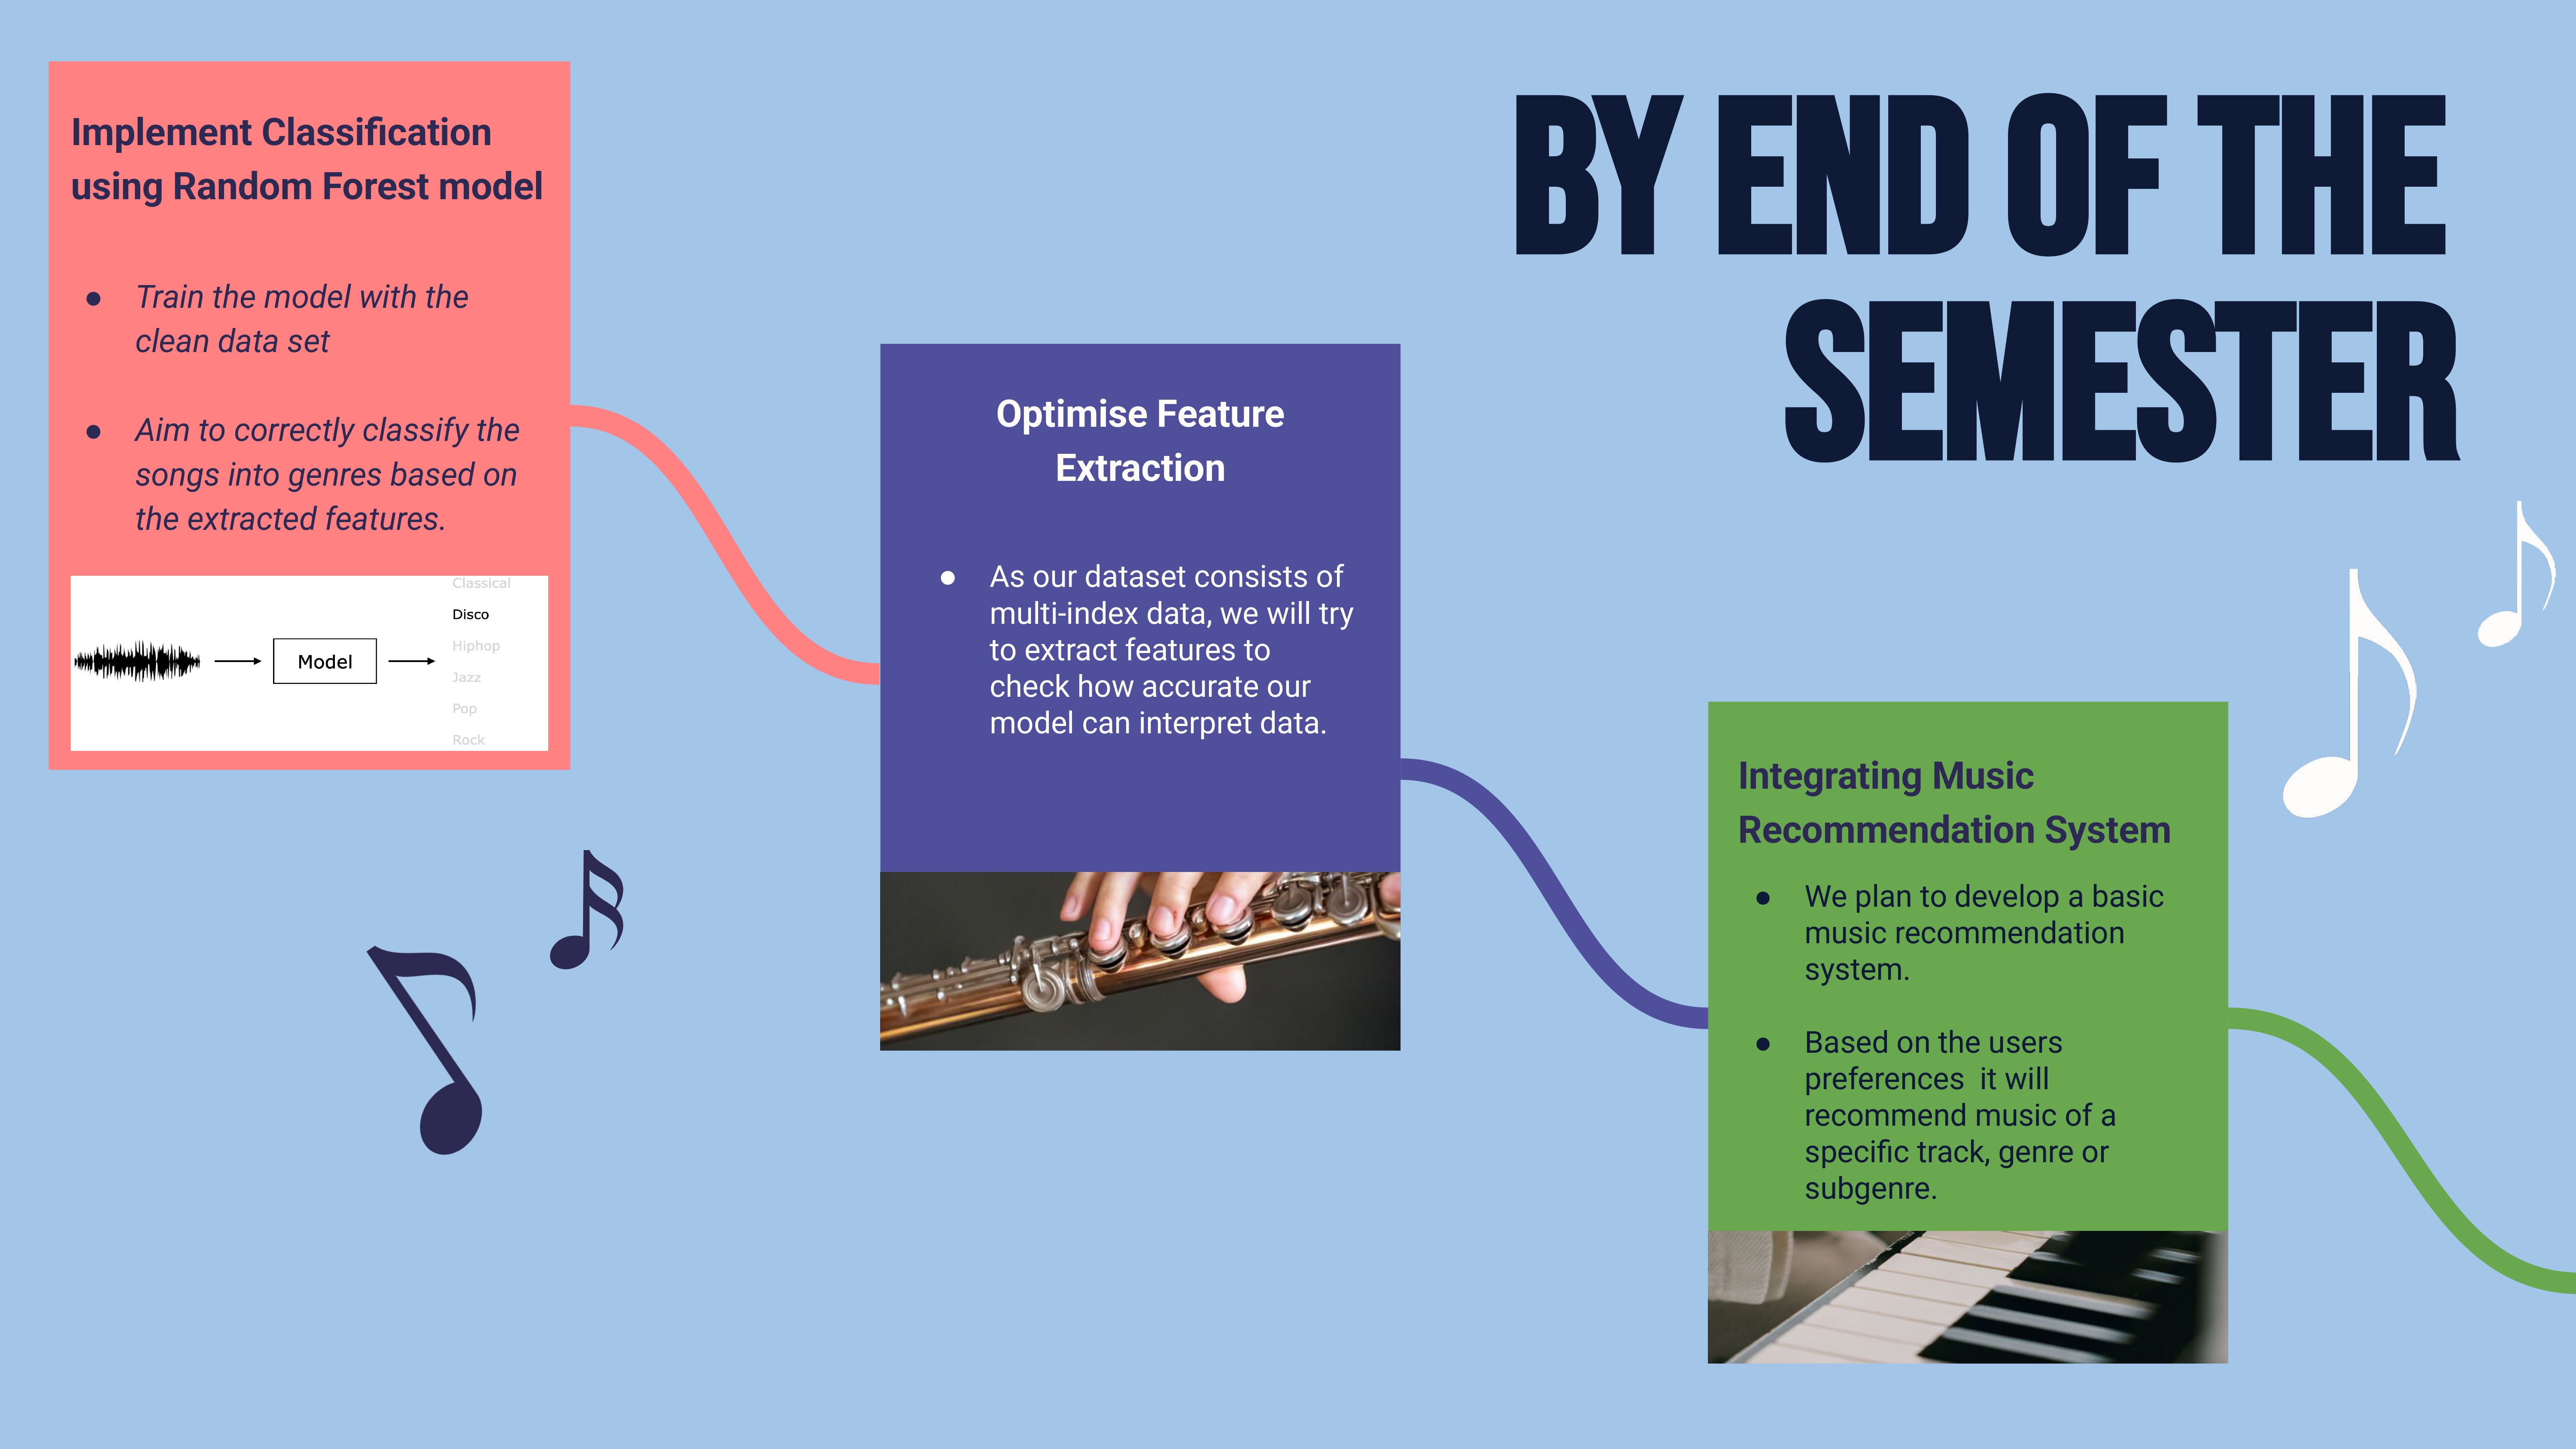 BY END OF THE
SEMESTER
Implement Classification
using Random Forest model
● Train the model with the
clean data set
● Aim to correctly classify the
songs into genres based on
the extracted features.
Model
Classical
Disco
Hiphop
Jazz
Pop
Rock
Optimise Feature
Extraction
● As our dataset consists of
multi-index data, we will try
to extract features to
check how accurate our
model can interpret data.
Integrating Music
Recommendation System
● We plan to develop a basic
music recommendation
system.
● Based on the users
preferences  it will
recommend music of a
specific track, genre or
subgenre.